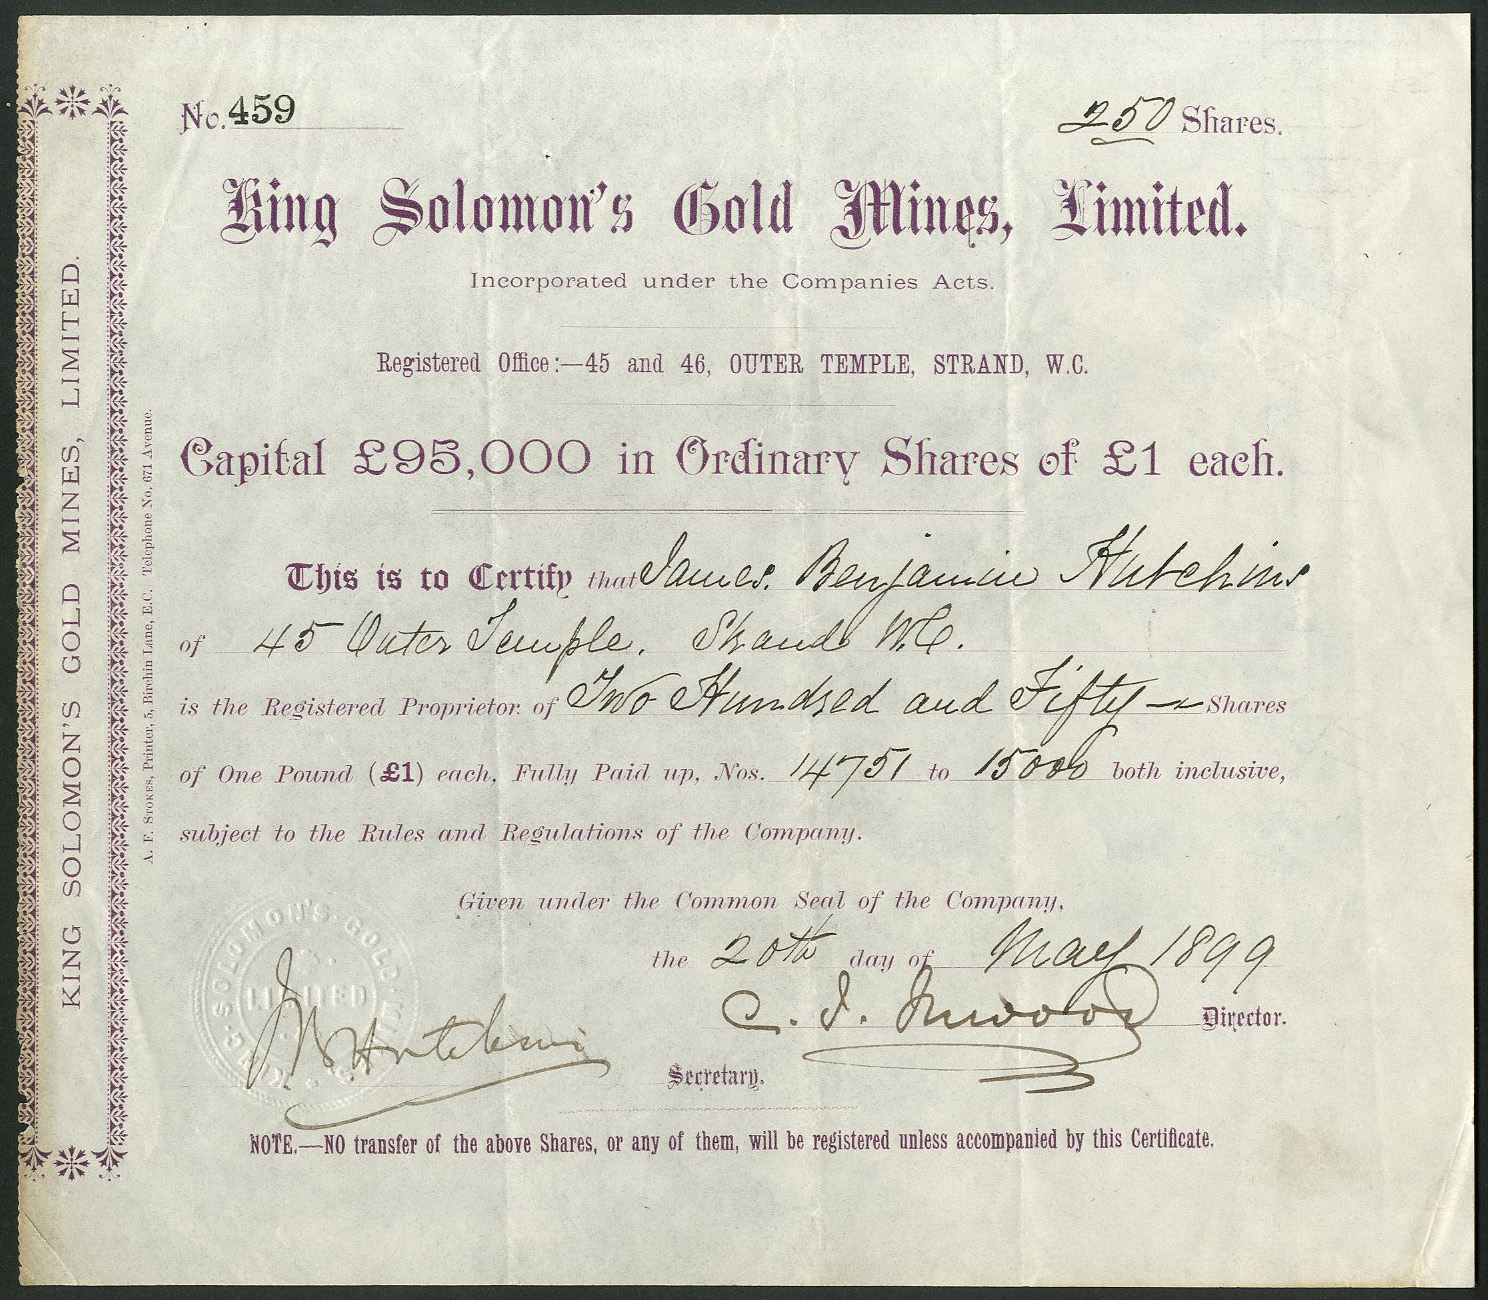 No. 459
250 Shares.
King Solomon's Gold Mines, Limited.
Incorporated under the Companies Acts.
Registered Office:—45 and 46, OUTER TEMPLE, STRAND, W.C.
Capital £95,000 in Ordinary Shares of £1 each.
This is to Certify that James. Benjamin Hutchins
of 45 Outer Temple. Strand W.C.
is the Registered Proprietor of Two Hundred and Fifty — Shares
of One Pound (£1) each, Fully Paid up, Nos. 14751 to 15000 both inclusive,
subject to the Rules and Regulations of the Company.
Given under the Common Seal of the Company,
the 20th day of May 1899
C. J. Inwood Director.
J B Hutchins
Secretary.
NOTE.—NO transfer of the above Shares, or any of them, will be registered unless accompanied by this Certificate.
KING SOLOMON'S GOLD MINES, LIMITED.
A. F. STOKES, Printer, 5, Birchin Lane, E.C. Telephone No. 671 Avenue.
KING SOLOMON'S GOLD MINES
LIMITED